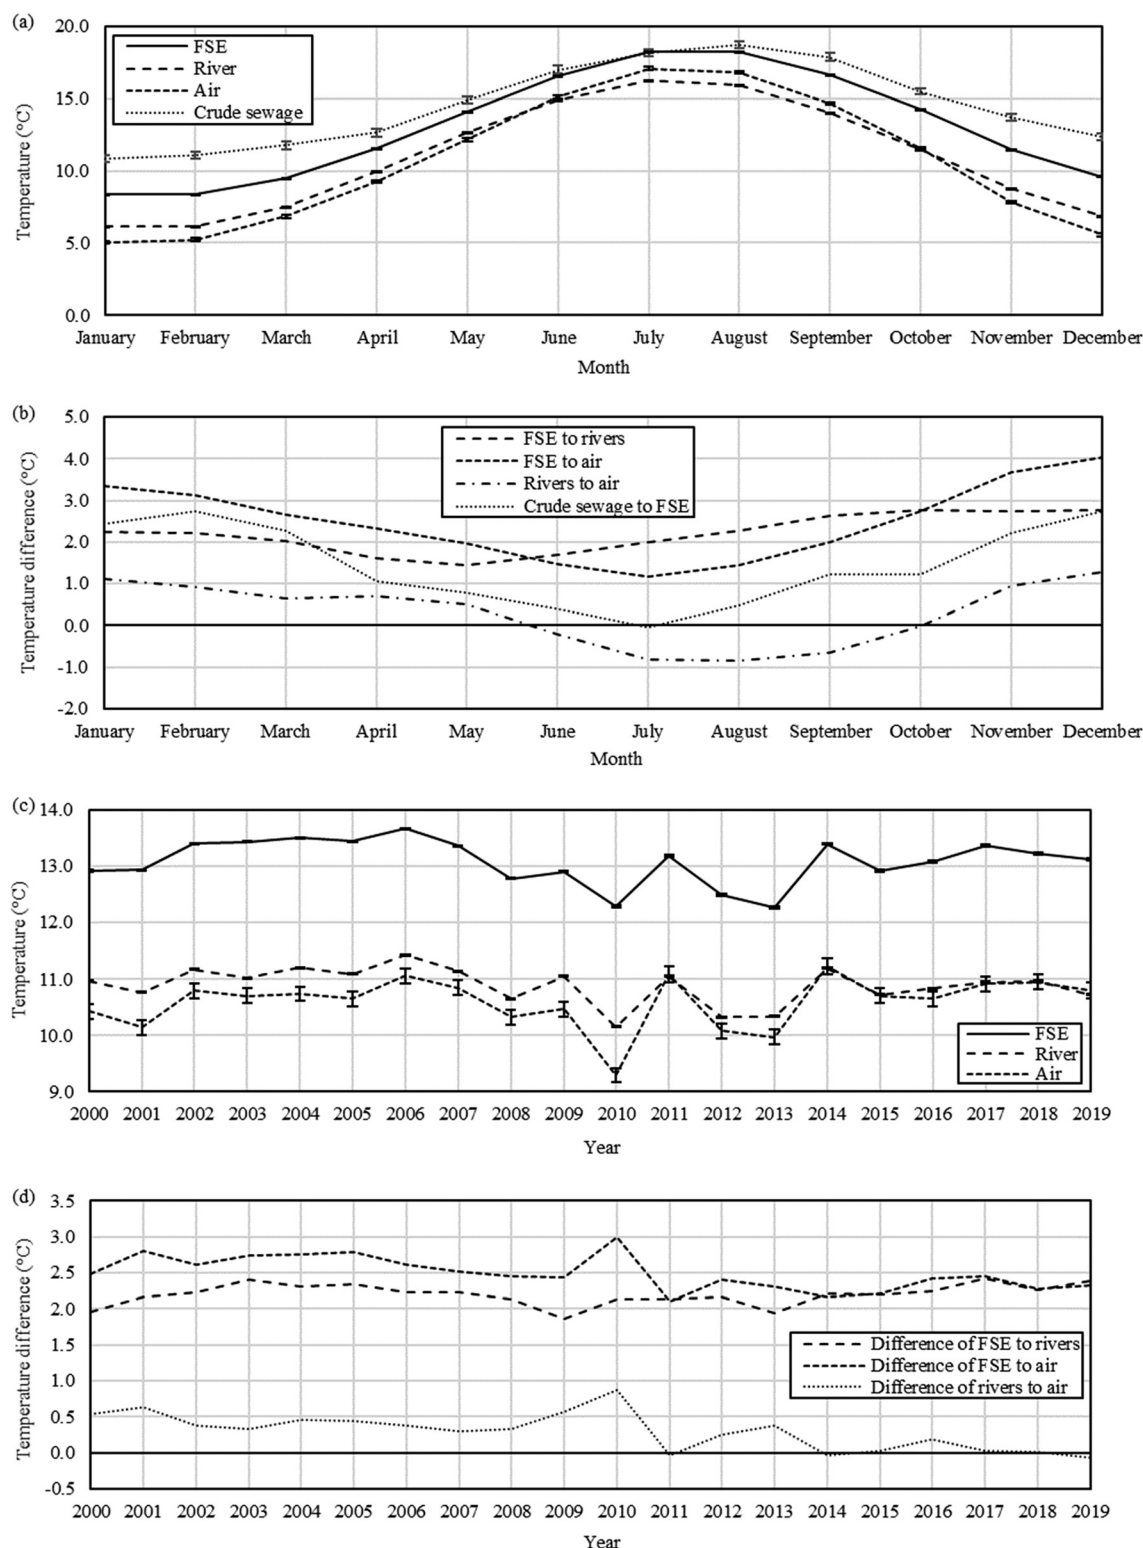 (a)
20.0
15.0
10.0
5.0
0.0
Temperature (°C)
FSE
River
Air
Crude sewage
January February March April May June July August September October November December
Month
(b)
5.0
4.0
3.0
2.0
1.0
0.0
-1.0
-2.0
Temperature difference (°C)
FSE to rivers
FSE to air
Rivers to air
Crude sewage to FSE
January February March April May June July August September October November December
Month
(c)
14.0
13.0
12.0
11.0
10.0
9.0
Temperature (°C)
FSE
River
Air
2000 2001 2002 2003 2004 2005 2006 2007 2008 2009 2010 2011 2012 2013 2014 2015 2016 2017 2018 2019
Year
(d)
3.5
3.0
2.5
2.0
1.5
1.0
0.5
0.0
-0.5
Temperature difference (°C)
Difference of FSE to rivers
Difference of FSE to air
Difference of rivers to air
2000 2001 2002 2003 2004 2005 2006 2007 2008 2009 2010 2011 2012 2013 2014 2015 2016 2017 2018 2019
Year